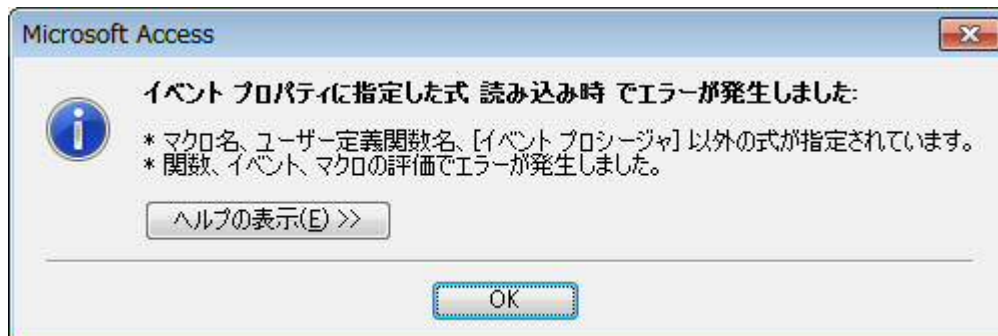 Microsoft Access
イベント プロパティに指定した式 読み込み時 でエラーが発生しました:
* マクロ名、ユーザー定義関数名、[イベント プロシージャ] 以外の式が指定されています。
* 関数、イベント、マクロの評価でエラーが発生しました。
ヘルプの表示(E) >>
OK